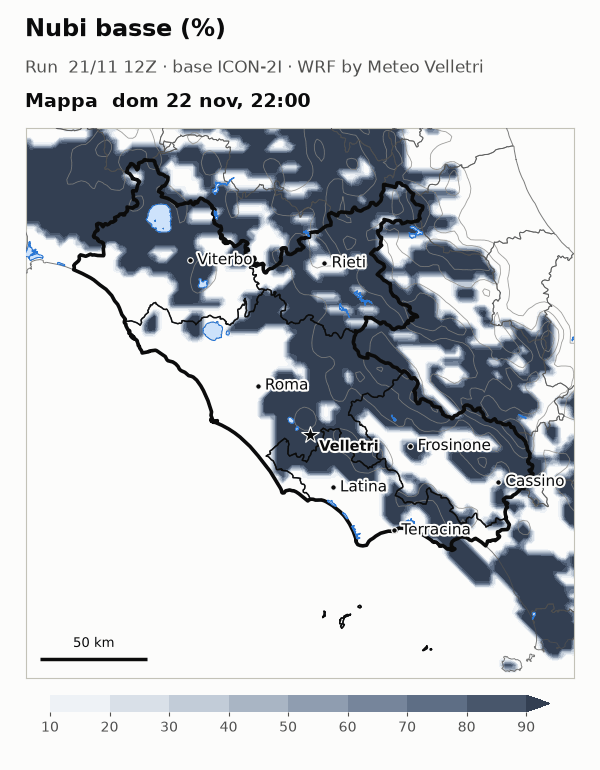 Nubi basse (%)
Run 21/11 12Z · base ICON-2I · WRF by Meteo Velletri
Mappa dom 22 nov, 22:00
Viterbo
Rieti
Roma
Velletri
Frosinone
Cassino
Latina
Terracina
50 km
10 20 30 40 50 60 70 80 90